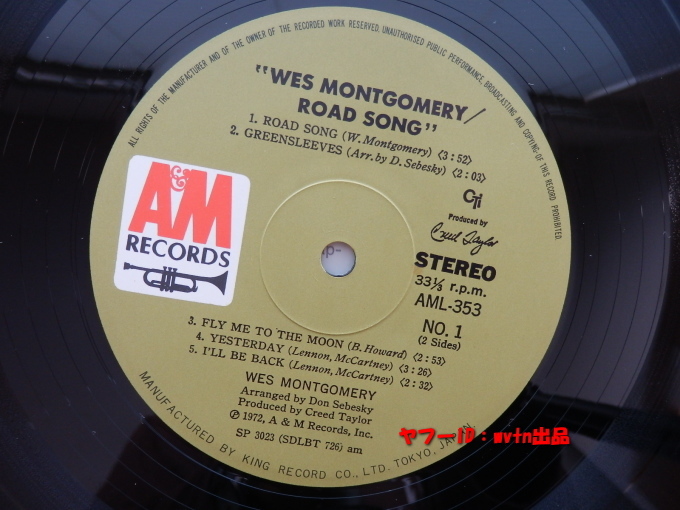 ALL RIGHTS OF THE MANUFACTURER AND OF THE OWNER OF THE RECORDED WORK RESERVED. UNAUTHORISED PUBLIC PERFORMANCE, BROADCASTING AND COPYING OF THIS RECORD PROHIBITED.
"WES MONTGOMERY/
ROAD SONG"
1. ROAD SONG (W. Montgomery) (3:52)
2. GREENSLEEVES (Arr. by D. Sebesky) (2:03)
CTi
Produced by
Creed Taylor
A&M
RECORDS
STEREO
33⅓ r.p.m.
AML-353
NO. 1
(2 Sides)
3. FLY ME TO THE MOON (B. Howard) (2:53)
4. YESTERDAY (Lennon, McCartney) (3:26)
5. I'LL BE BACK (Lennon, McCartney) (2:32)
WES MONTGOMERY
Arranged by Don Sebesky
Produced by Creed Taylor
Ⓟ 1972, A & M Records, Inc.
SP 3023 (SDLBT 726) am
MANUFACTURED BY KING RECORD CO., LTD. TOKYO, JAPAN
ヤフーID：wvtn出品